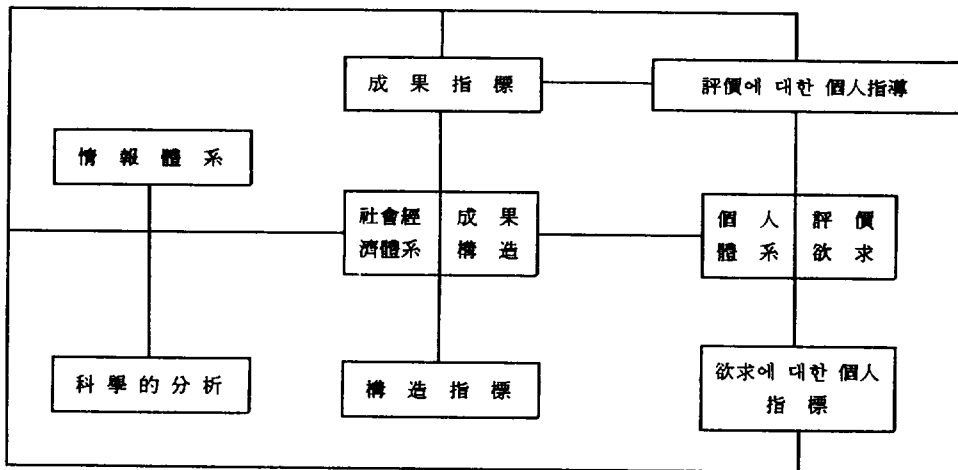 成果指標
評價에 대한 個人指導
情報體系
社會經 成果
濟體系 構造
個人 評價
體系 欲求
科學的分析
構造指標
欲求에 대한 個人
指標